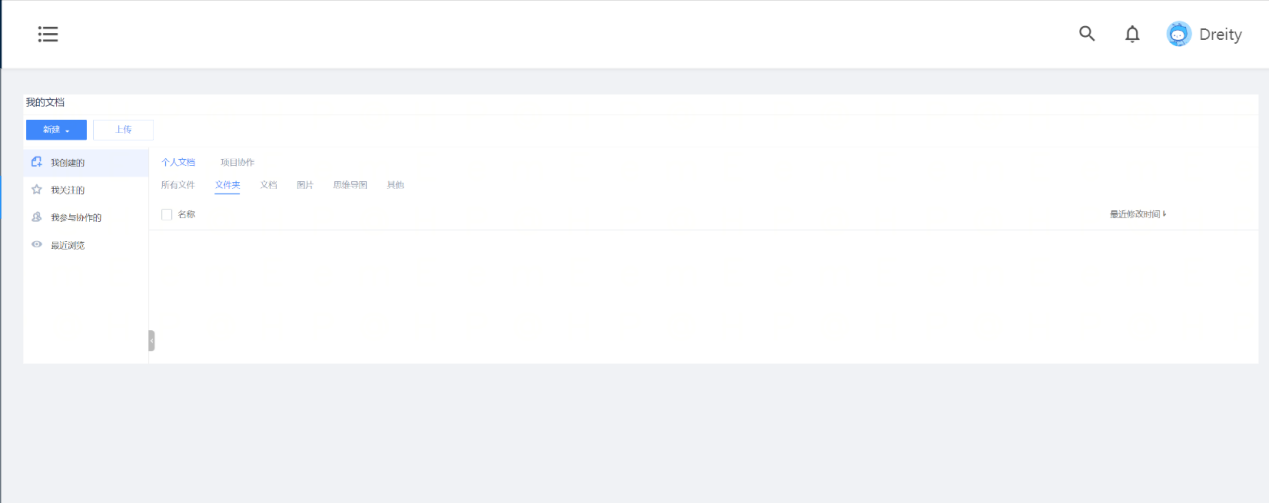 Dreity
我的文档
新建 上传
我创建的
我关注的
我参与协作的
最近浏览
个人文档 项目协作
所有文件 文件夹 文档 图片 思维导图 其他
名称 最近修改时间